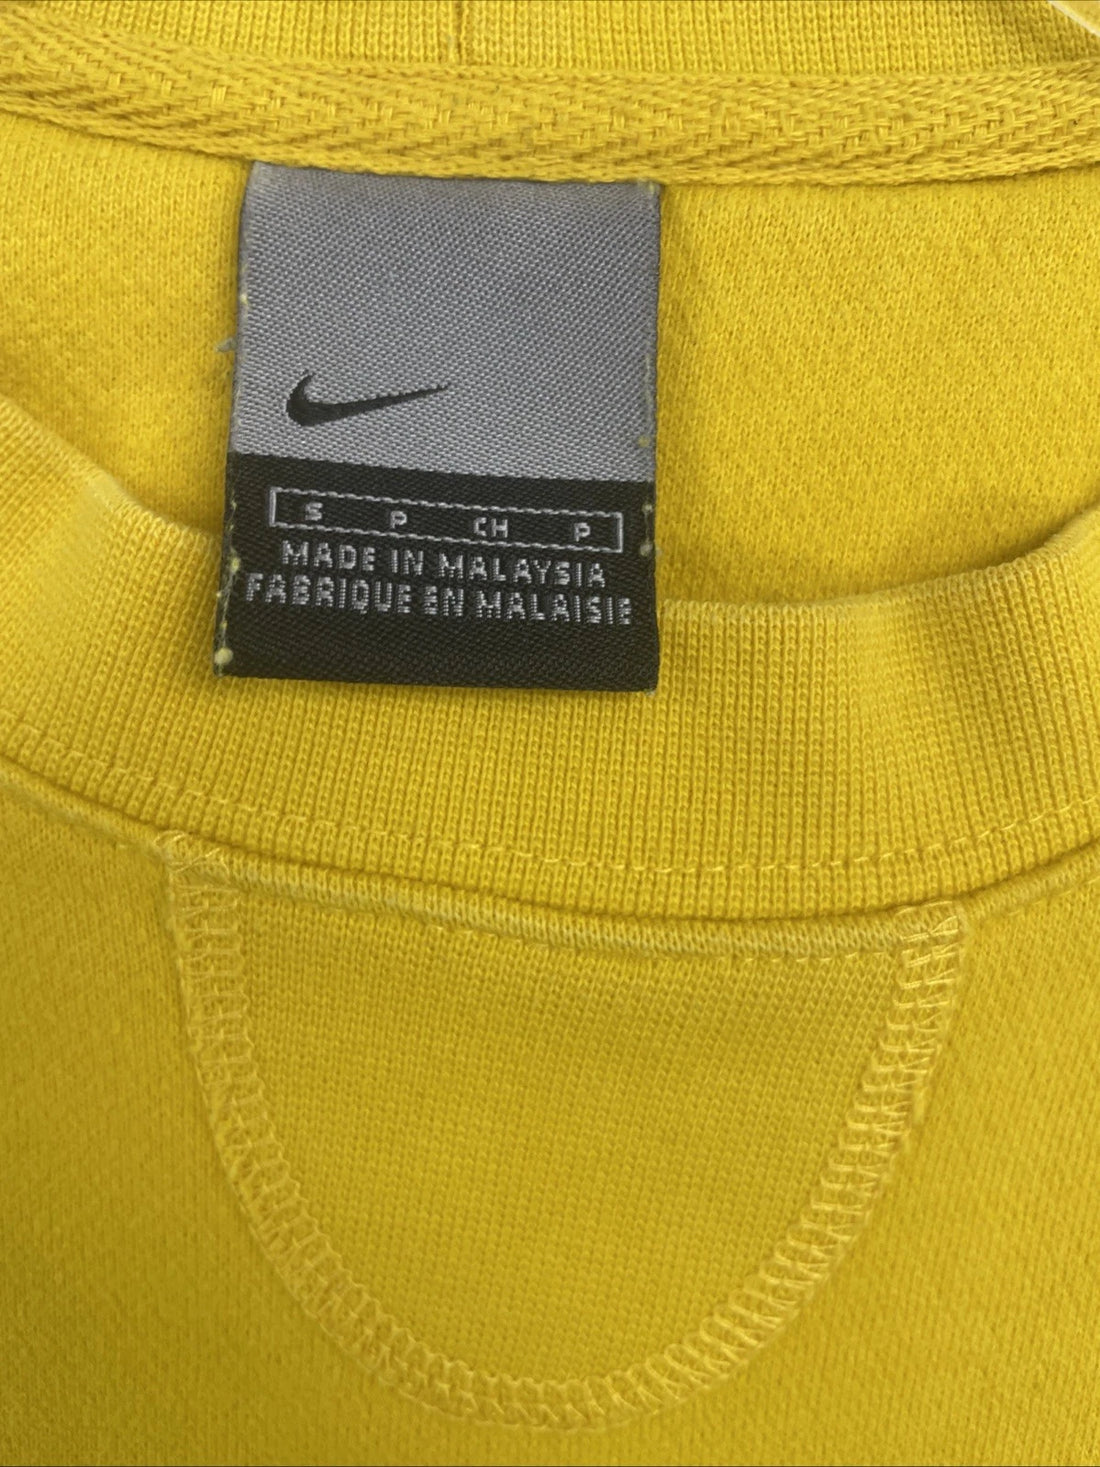 S P CH P
MADE IN MALAYSIA
FABRIQUE EN MALAISIE